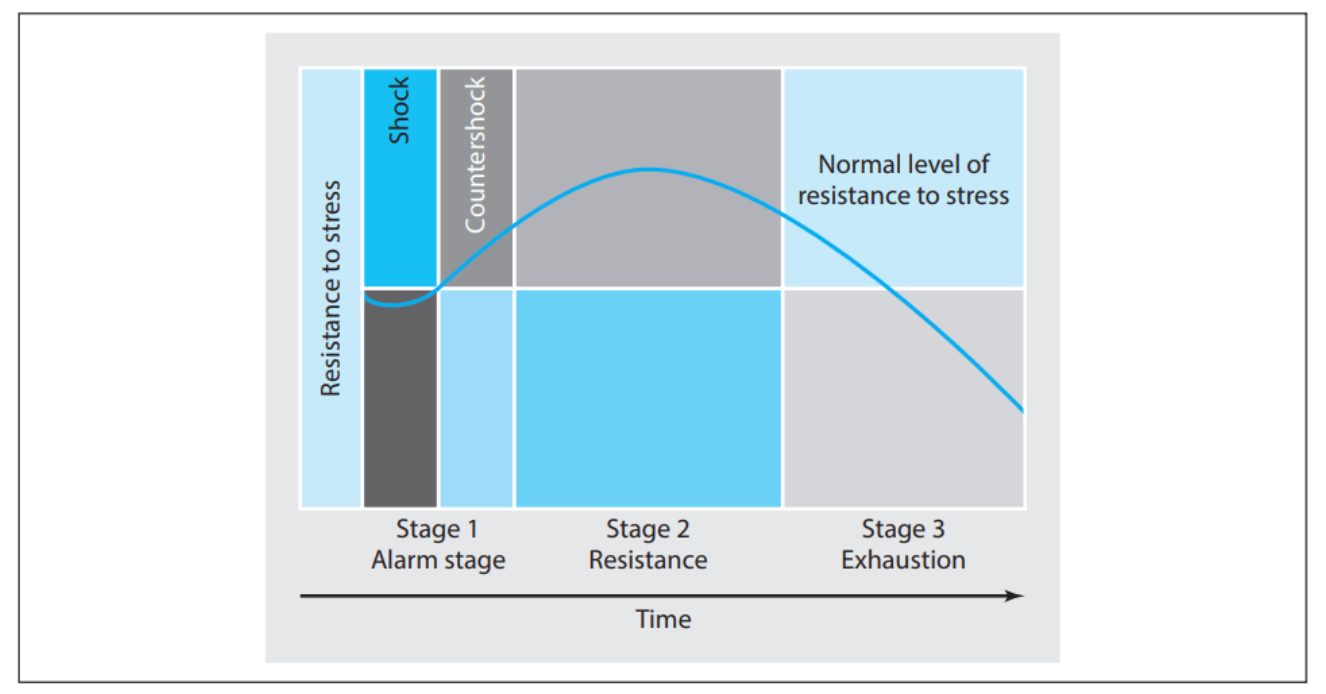 Resistance to stress
Shock
Countershock
Normal level of
resistance to stress
Stage 1
Alarm stage
Stage 2
Resistance
Stage 3
Exhaustion
Time